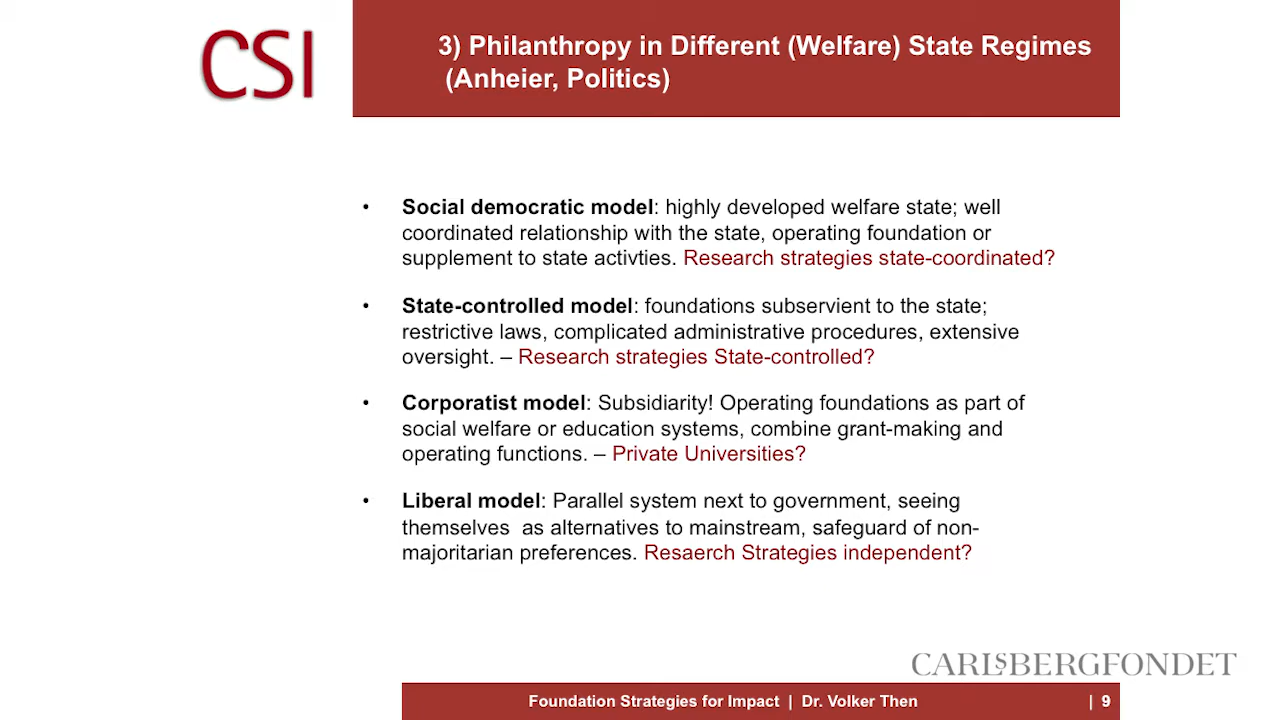 CSI
3) Philanthropy in Different (Welfare) State Regimes
(Anheier, Politics)
• Social democratic model: highly developed welfare state; well
coordinated relationship with the state, operating foundation or
supplement to state activties. Research strategies state-coordinated?
• State-controlled model: foundations subservient to the state;
restrictive laws, complicated administrative procedures, extensive
oversight. – Research strategies State-controlled?
• Corporatist model: Subsidiarity! Operating foundations as part of
social welfare or education systems, combine grant-making and
operating functions. – Private Universities?
• Liberal model: Parallel system next to government, seeing
themselves  as alternatives to mainstream, safeguard of non-
majoritarian preferences. Resaerch Strategies independent?
CARLSBERGFONDET
Foundation Strategies for Impact | Dr. Volker Then | 9